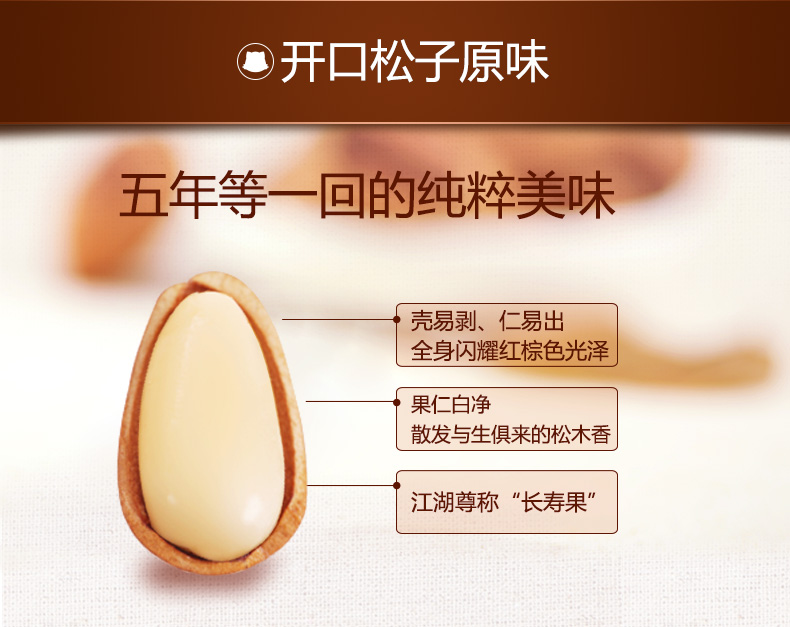 开口松子原味
五年等一回的纯粹美味
壳易剥、仁易出
全身闪耀红棕色光泽
果仁白净
散发与生俱来的松木香
江湖尊称“长寿果”